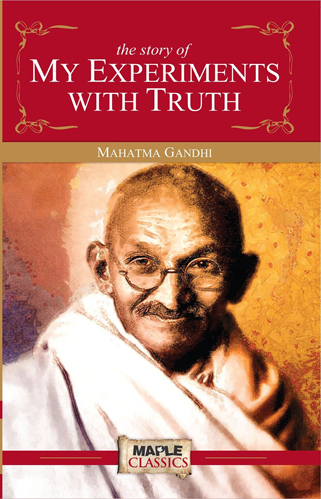 the story of
MY EXPERIMENTS
WITH TRUTH
MAHATMA GANDHI
MAPLE
CLASSICS